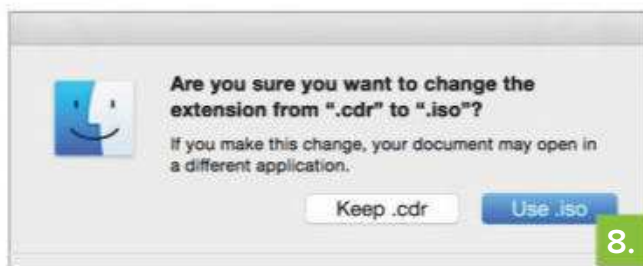 Are you sure you want to change the
extension from “.cdr” to “.iso”?
If you make this change, your document may open in
a different application.
Keep .cdr
Use .iso
8.